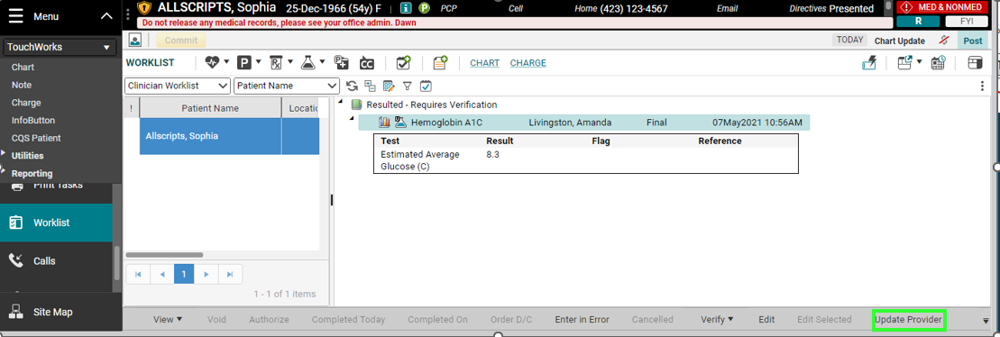 Menu
ALLSCRIPTS, Sophia 25-Dec-1966 (54y) F i P PCP Cell Home (423) 123-4567 Email Directives Presented
MED & NONMED
Do not release any medical records, please see your office admin. Dawn
R FYI
TouchWorks
Commit
TODAY Chart Update Post
Chart
Note
Charge
InfoButton
CQS Patient
Utilities
Reporting
Print Tasks
Worklist
Calls
Site Map
WORKLIST P Rx CC CHART CHARGE
Clinician Worklist Patient Name
! Patient Name Locatio
Allscripts, Sophia
1
1 - 1 of 1 items
Resulted - Requires Verification
Hemoglobin A1C Livingston, Amanda Final 07May2021 10:56AM
Test Result Flag Reference
Estimated Average 8.3
Glucose (C)
View Void Authorize Completed Today Completed On Order D/C Enter in Error Cancelled Verify Edit Edit Selected Update Provider